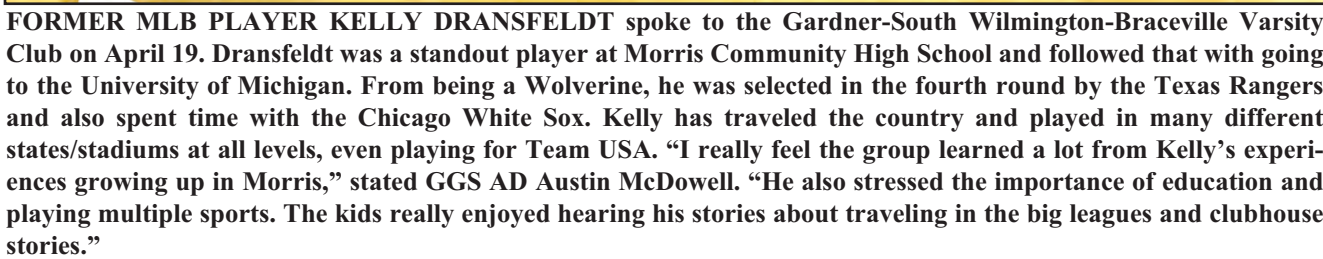 FORMER MLB PLAYER KELLY DRANSFELDT spoke to the Gardner-South Wilmington-Braceville Varsity
Club on April 19. Dransfeldt was a standout player at Morris Community High School and followed that with going
to the University of Michigan. From being a Wolverine, he was selected in the fourth round by the Texas Rangers
and also spent time with the Chicago White Sox. Kelly has traveled the country and played in many different
states/stadiums at all levels, even playing for Team USA. “I really feel the group learned a lot from Kelly’s experi-
ences growing up in Morris,” stated GGS AD Austin McDowell. “He also stressed the importance of education and
playing multiple sports. The kids really enjoyed hearing his stories about traveling in the big leagues and clubhouse
stories.”